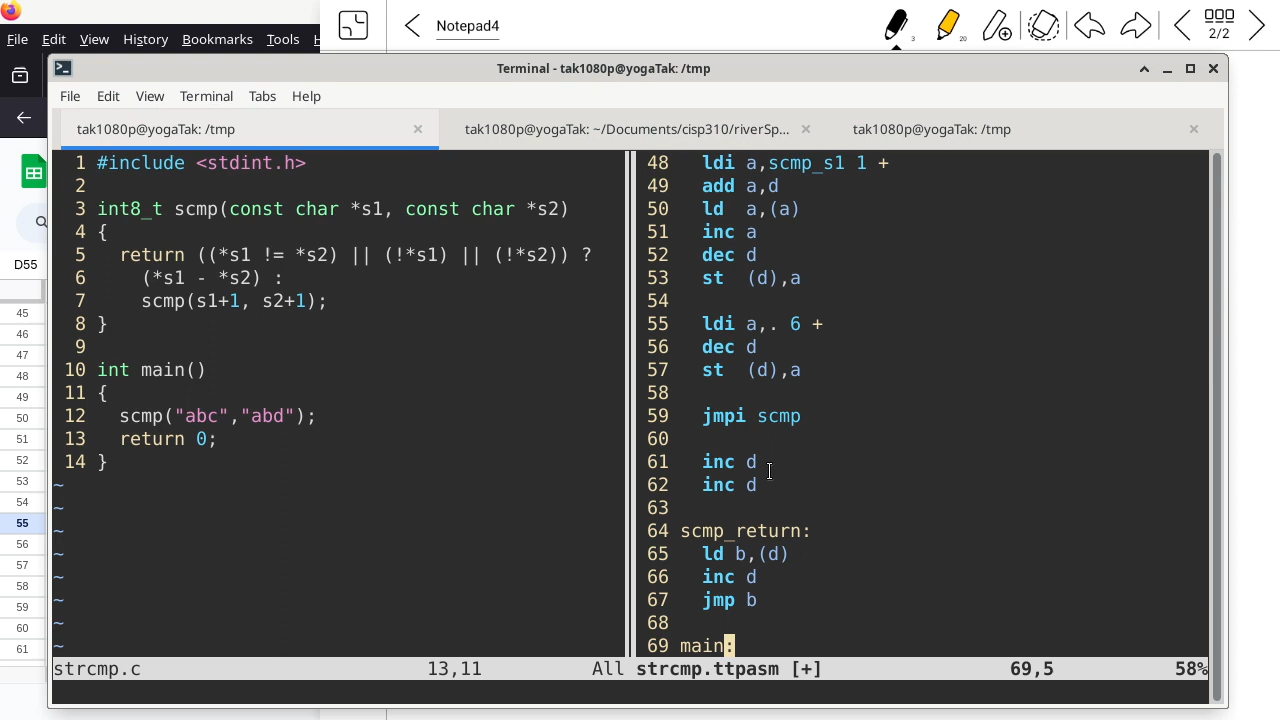 Notepad4
3
20
2/2
File Edit View History Bookmarks Tools H
Terminal - tak1080p@yogaTak: /tmp
File Edit View Terminal Tabs Help
tak1080p@yogaTak: /tmp
tak1080p@yogaTak: ~/Documents/cisp310/riverSp...
tak1080p@yogaTak: /tmp
D55
45
46
47
48
49
50
51
52
53
54
55
56
57
58
59
60
61
1 #include <stdint.h>
2
3 int8_t scmp(const char *s1, const char *s2)
4 {
5   return ((*s1 != *s2) || (!*s1) || (!*s2)) ?
6     (*s1 - *s2) :
7     scmp(s1+1, s2+1);
8 }
9
10 int main()
11 {
12   scmp("abc","abd");
13   return 0;
14 }
~
~
~
~
~
~
~
~
strcmp.c 13,11 All
48   ldi a,scmp_s1 1 +
49   add a,d
50   ld  a,(a)
51   inc a
52   dec d
53   st  (d),a
54
55   ldi a,. 6 +
56   dec d
57   st  (d),a
58
59   jmpi scmp
60
61   inc d
62   inc d
63
64 scmp_return:
65   ld b,(d)
66   inc d
67   jmp b
68
69 main:
strcmp.ttpasm [+] 69,5 58%